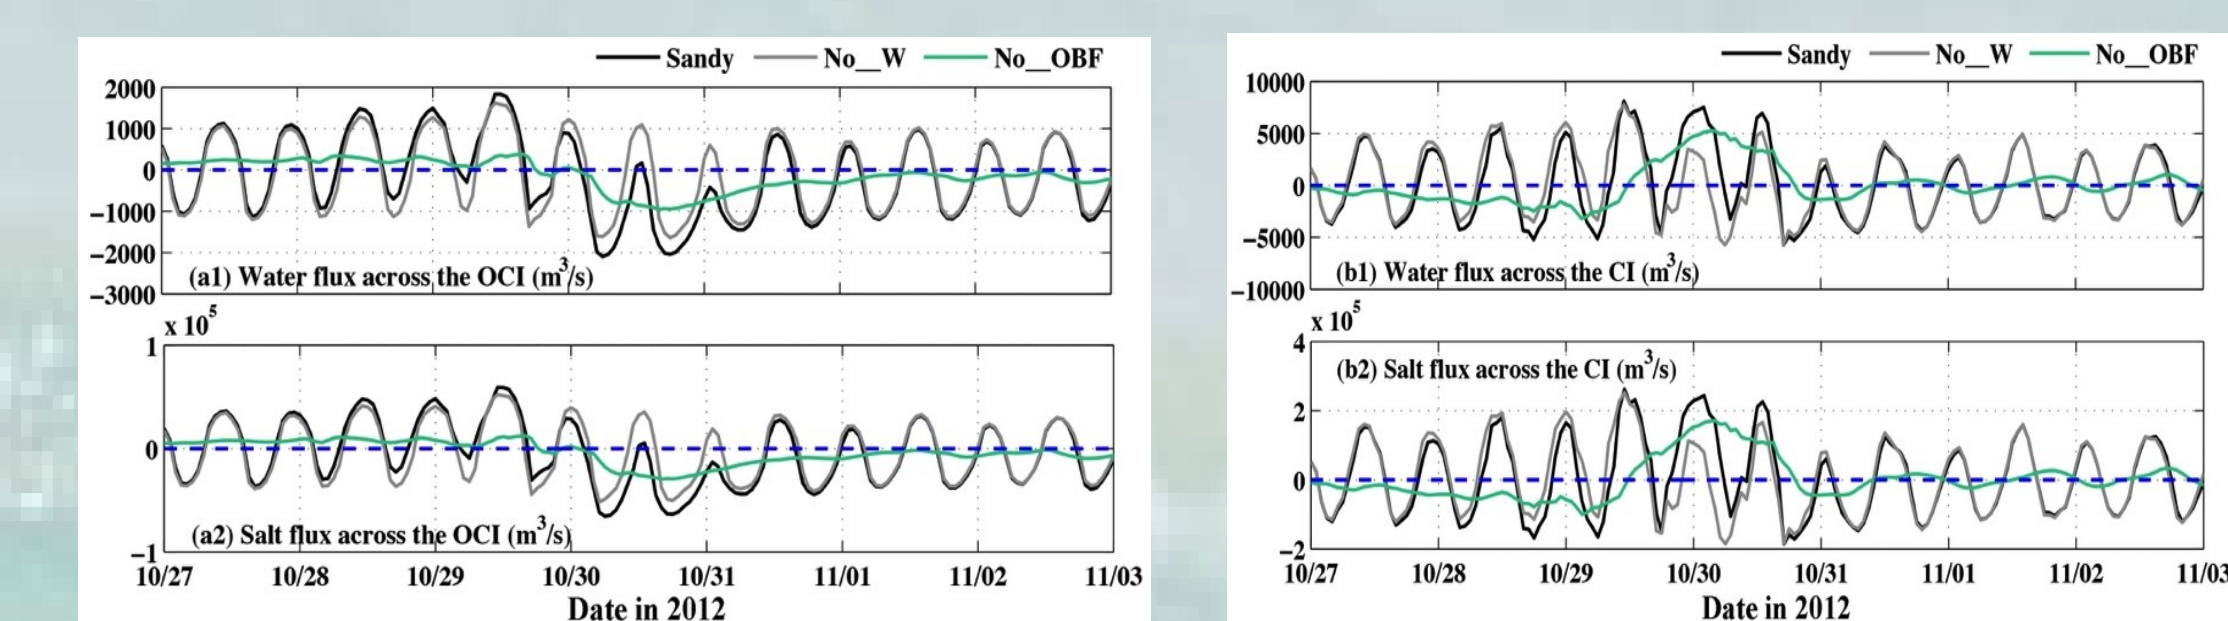 Sandy No__W No__OBF
2000
1000
0
−1000
−2000
−3000
(a1) Water flux across the OCI (m3/s)
x 10^5
1
0
−1
(a2) Salt flux across the OCI (m3/s)
10/27 10/28 10/29 10/30 10/31 11/01 11/02 11/03
Date in 2012
Sandy No__W No__OBF
10000
5000
0
−5000
−10000
(b1) Water flux across the CI (m3/s)
x 10^5
4
2
0
−2
(b2) Salt flux across the CI (m3/s)
10/27 10/28 10/29 10/30 10/31 11/01 11/02 11/03
Date in 2012